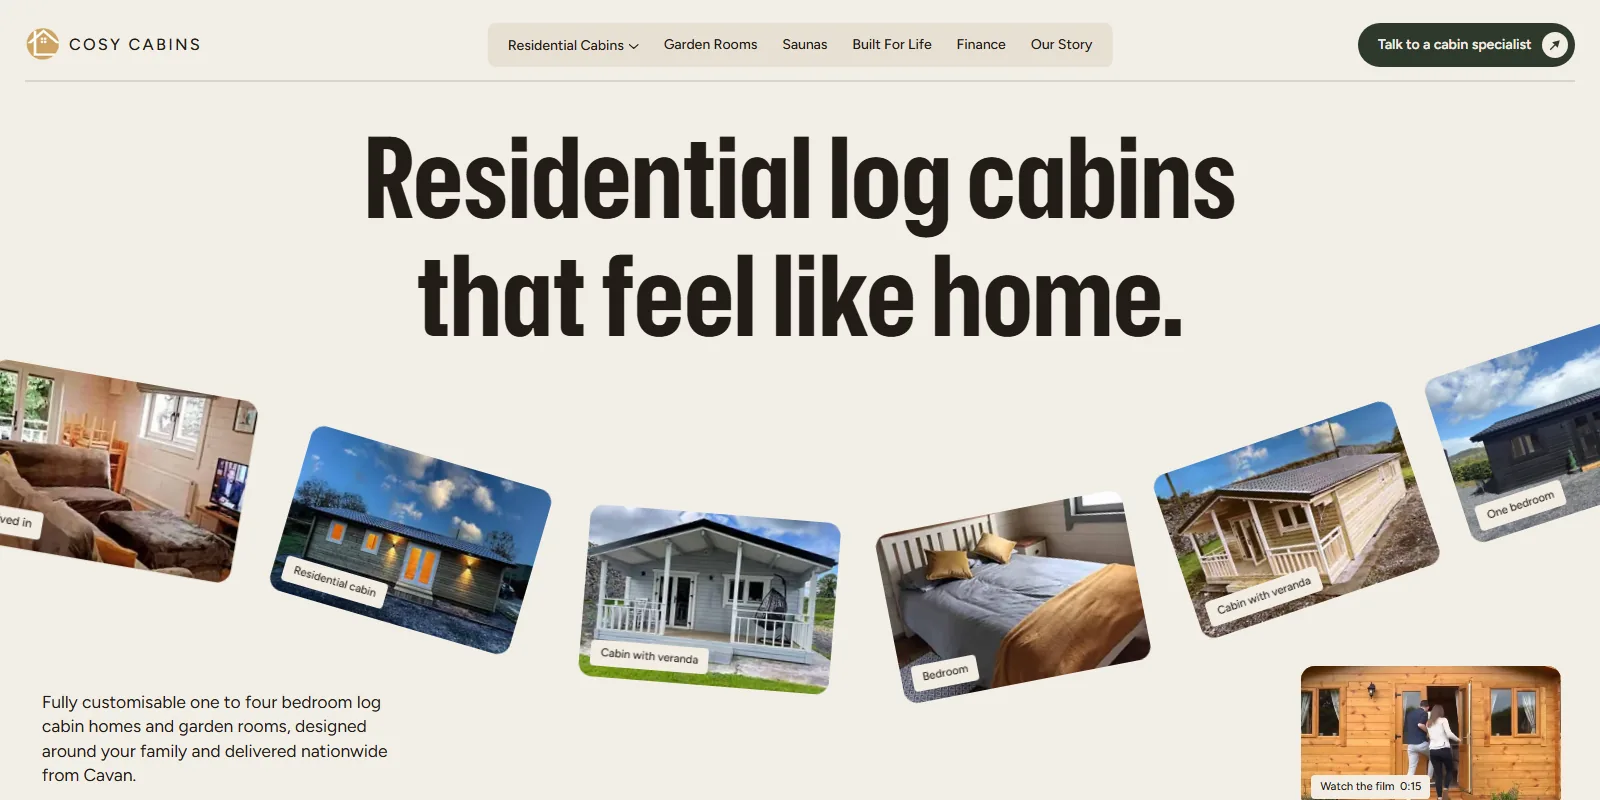 COSY CABINS
Residential Cabins
Garden Rooms
Saunas
Built For Life
Finance
Our Story
Talk to a cabin specialist
Residential log cabins
that feel like home.
ved in
Residential cabin
Cabin with veranda
Bedroom
Cabin with veranda
One bedroom
Fully customisable one to four bedroom log
cabin homes and garden rooms, designed
around your family and delivered nationwide
from Cavan.
Watch the film 0:15